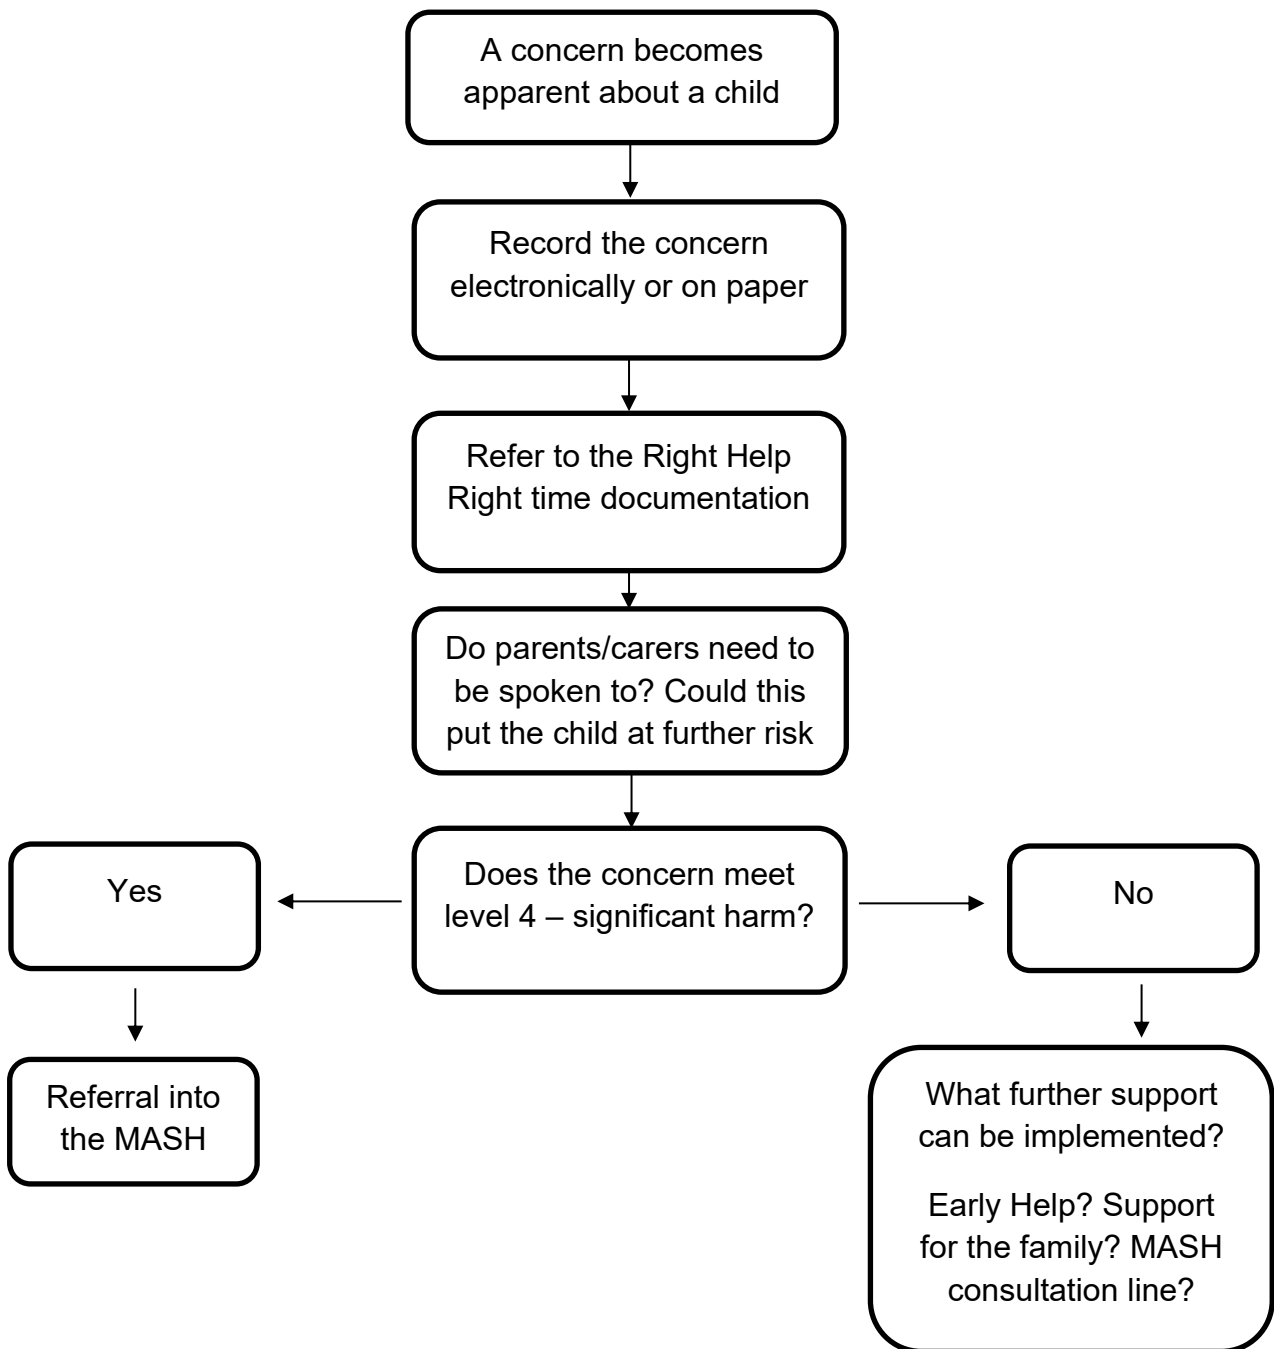 A concern becomes
apparent about a child
Record the concern
electronically or on paper
Refer to the Right Help
Right time documentation
Do parents/carers need to
be spoken to? Could this
put the child at further risk
Does the concern meet
level 4 – significant harm?
Yes
No
Referral into
the MASH
What further support
can be implemented?
Early Help? Support
for the family? MASH
consultation line?